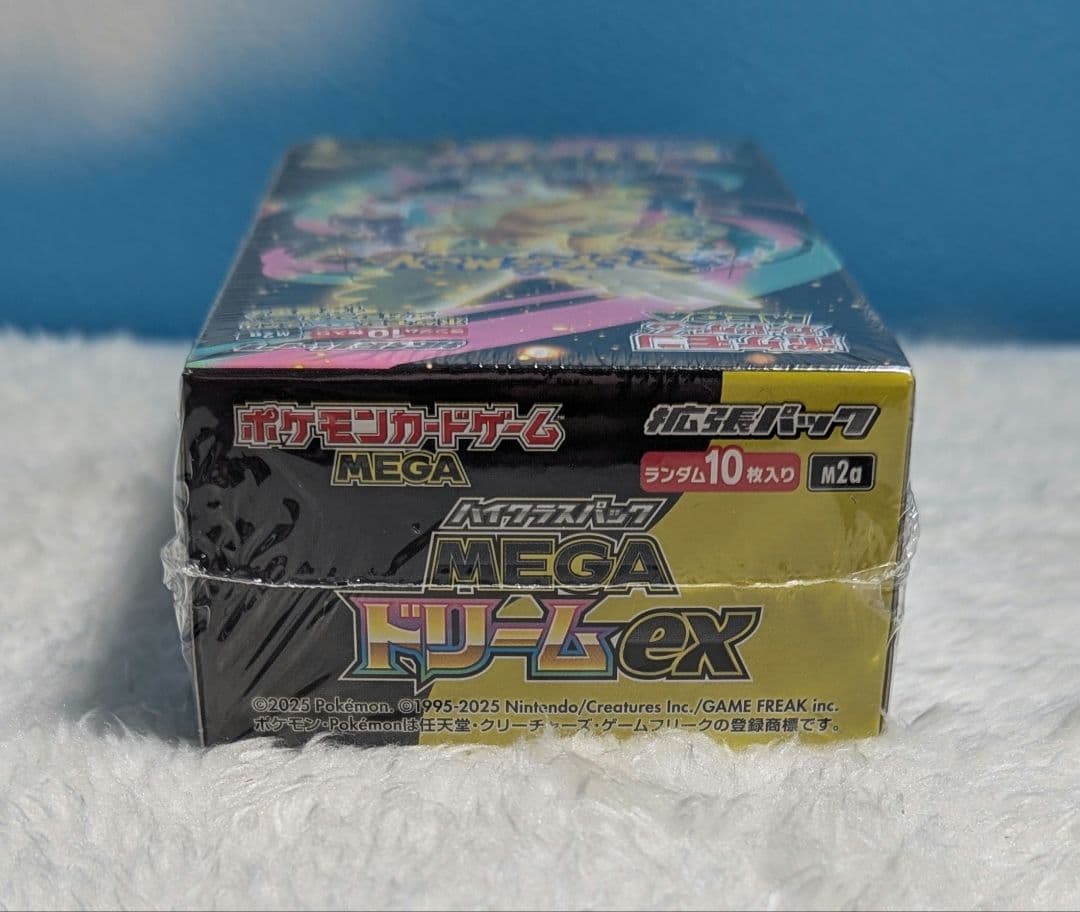 ポケモンカードゲーム
MEGA
拡張パック
ランダム10枚入り M2a
ハイクラスパック
MEGA
ドリームex
©2025 Pokémon. ©1995-2025 Nintendo/Creatures Inc./GAME FREAK inc.
ポケモン・Pokémonは任天堂・クリーチャーズ・ゲームフリークの登録商標です。